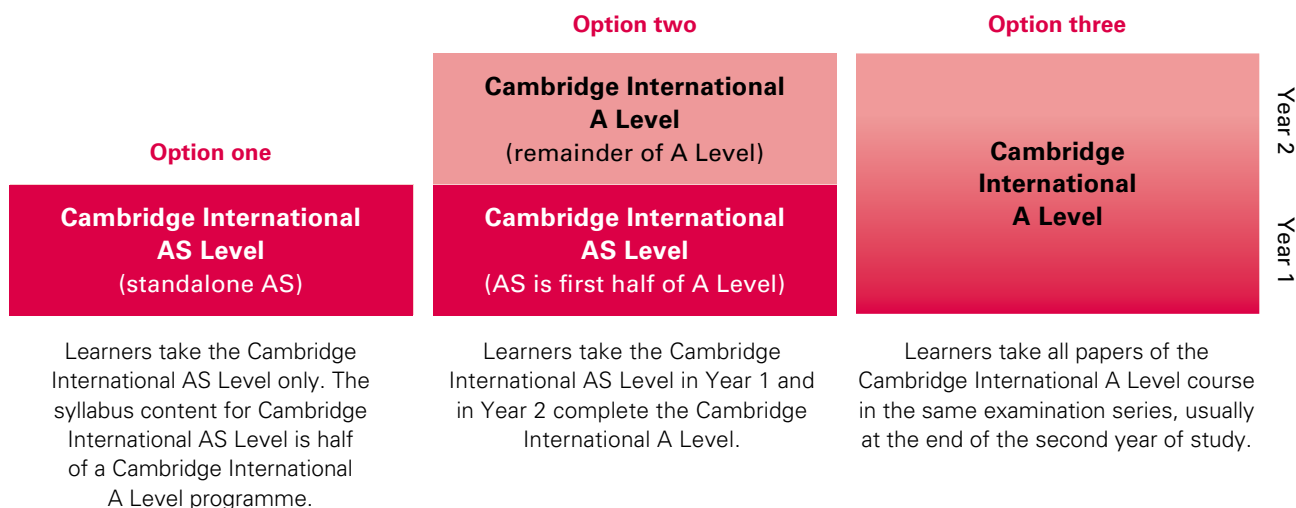 Option one
Cambridge International
AS Level
(standalone AS)
Learners take the Cambridge
International AS Level only. The
syllabus content for Cambridge
International AS Level is half
of a Cambridge International
A Level programme.
Option two
Cambridge International
A Level
(remainder of A Level)
Cambridge International
AS Level
(AS is first half of A Level)
Learners take the Cambridge
International AS Level in Year 1 and
in Year 2 complete the Cambridge
International A Level.
Option three
Cambridge
International
A Level
Learners take all papers of the
Cambridge International A Level course
in the same examination series, usually
at the end of the second year of study.
Year 2
Year 1